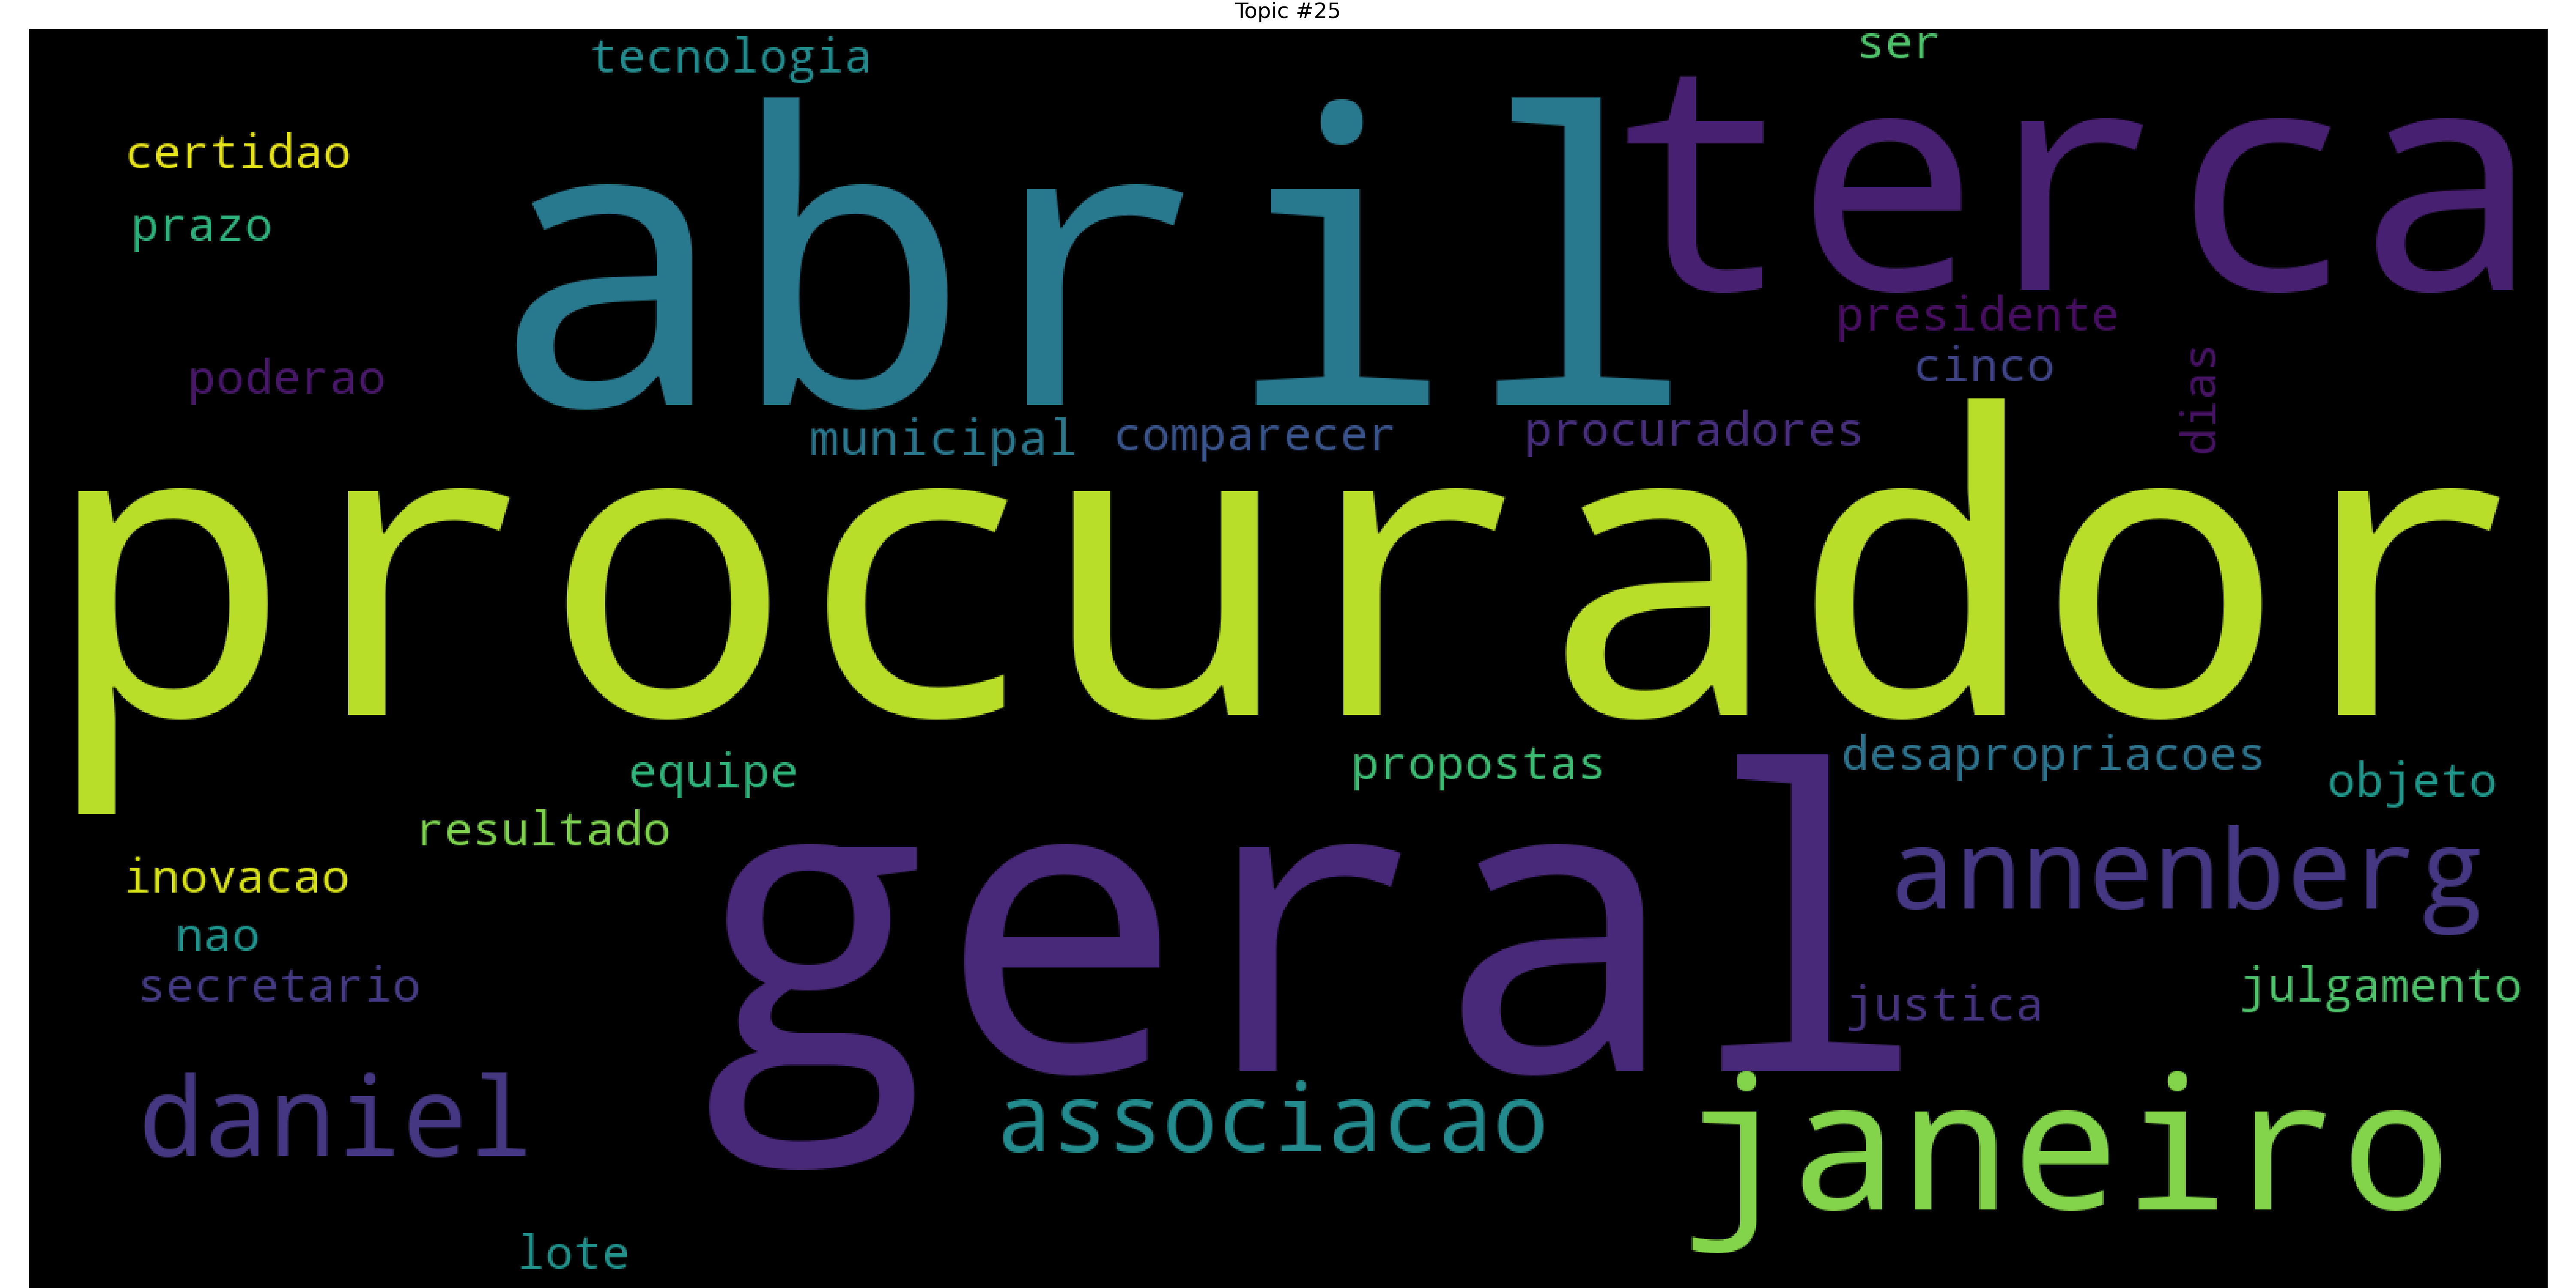 Topic #25
tecnologia
ser
abril
terca
certidao
prazo
presidente
cinco
dias
poderao
municipal
comparecer
procuradores
procurador
equipe
propostas
desapropriacoes
objeto
resultado
geral
annenberg
inovacao
nao
secretario
justica
julgamento
daniel
associacao
janeiro
lote